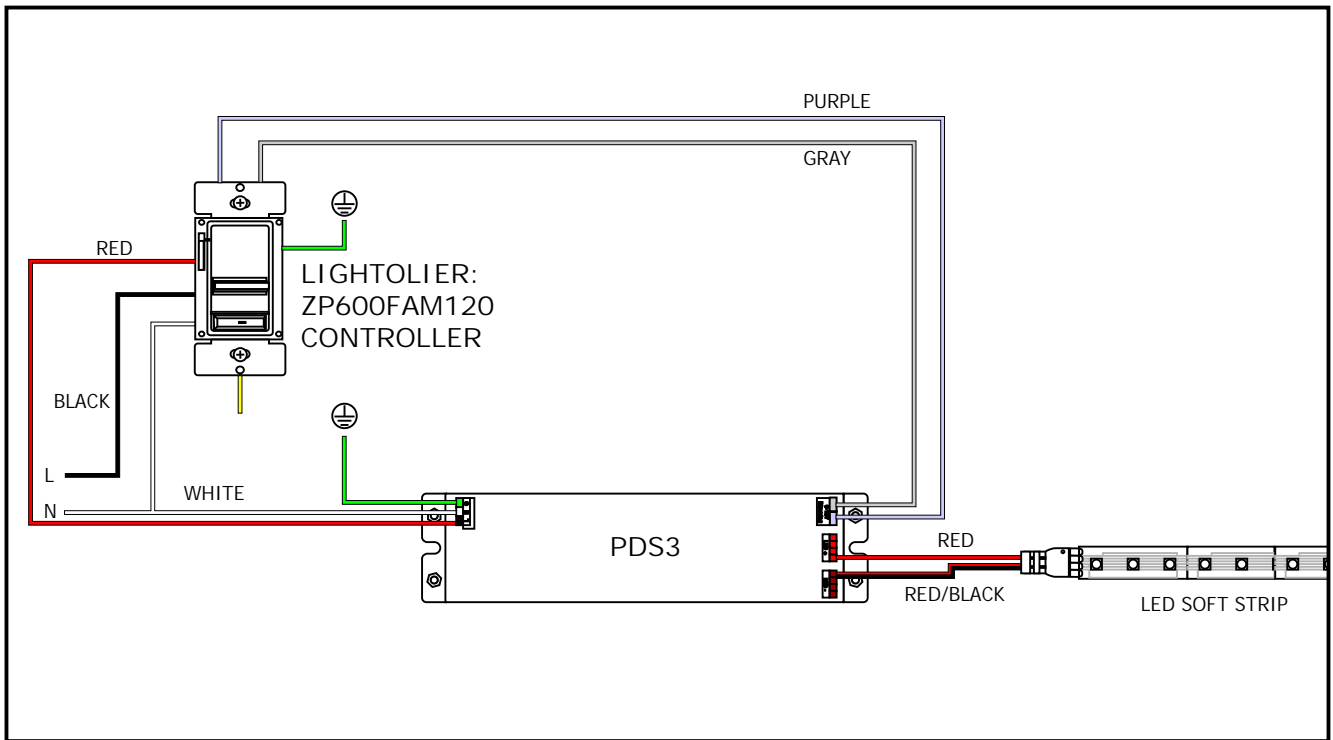 PURPLE
GRAY
RED
LIGHTOLIER:
ZP600FAM120
CONTROLLER
BLACK
L
WHITE
N
PDS3
RED
RED/BLACK
LED SOFT STRIP